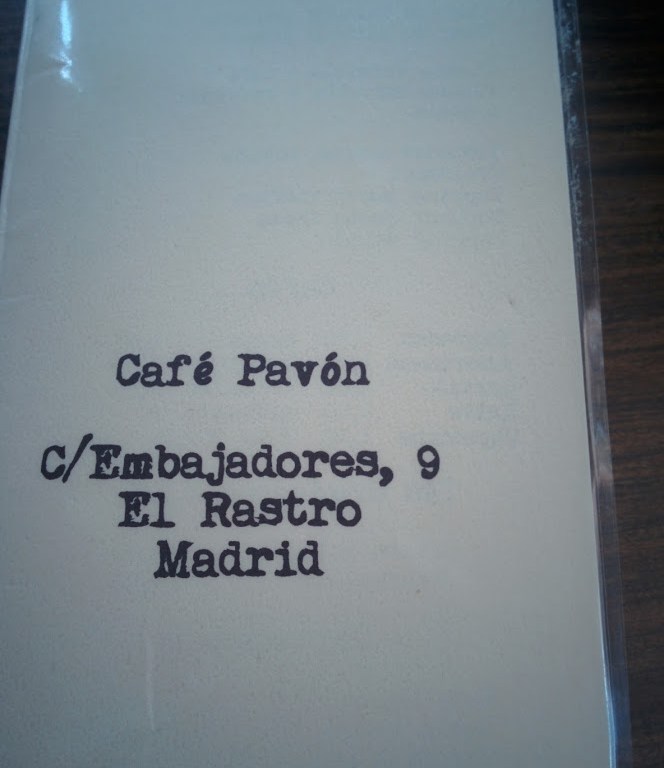 Café Pavón
C/Embajadores, 9
El Rastro
Madrid